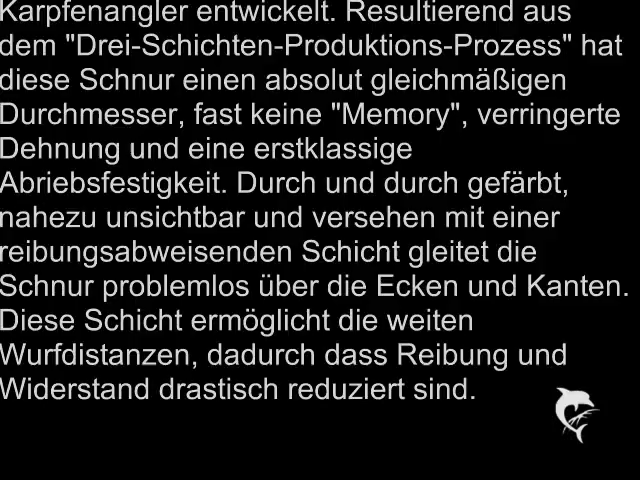 Karpfenangler entwickelt. Resultierend aus
dem "Drei-Schichten-Produktions-Prozess" hat
diese Schnur einen absolut gleichmäßigen
Durchmesser, fast keine "Memory", verringerte
Dehnung und eine erstklassige
Abriebsfestigkeit. Durch und durch gefärbt,
nahezu unsichtbar und versehen mit einer
reibungsabweisenden Schicht gleitet die
Schnur problemlos über die Ecken und Kanten.
Diese Schicht ermöglicht die weiten
Wurfdistanzen, dadurch dass Reibung und
Widerstand drastisch reduziert sind.